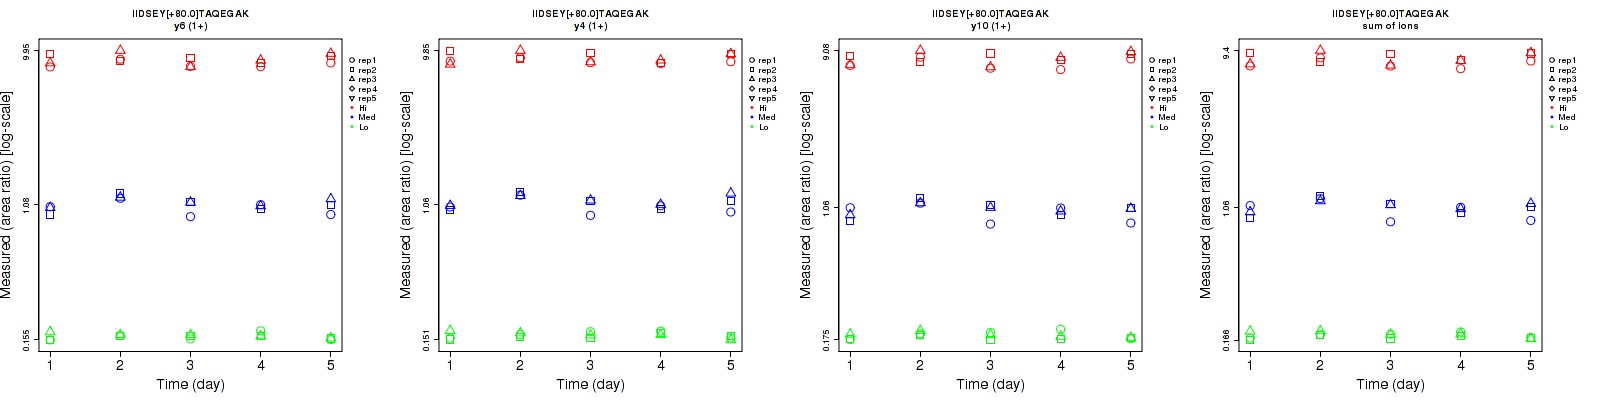 IIDSEY[+80.0]TAQEGAK
y6 (1+)
Measured (area ratio) [log-scale]
9.95
1.08
0.155
1 2 3 4 5
Time (day)
rep1
rep2
rep3
rep4
rep5
Hi
Med
Lo
IIDSEY[+80.0]TAQEGAK
y4 (1+)
Measured (area ratio) [log-scale]
9.85
1.08
0.151
1 2 3 4 5
Time (day)
rep1
rep2
rep3
rep4
rep5
Hi
Med
Lo
IIDSEY[+80.0]TAQEGAK
y10 (1+)
Measured (area ratio) [log-scale]
9.08
1.08
0.175
1 2 3 4 5
Time (day)
rep1
rep2
rep3
rep4
rep5
Hi
Med
Lo
IIDSEY[+80.0]TAQEGAK
sum of ions
Measured (area ratio) [log-scale]
9.4
1.06
0.166
1 2 3 4 5
Time (day)
rep1
rep2
rep3
rep4
rep5
Hi
Med
Lo